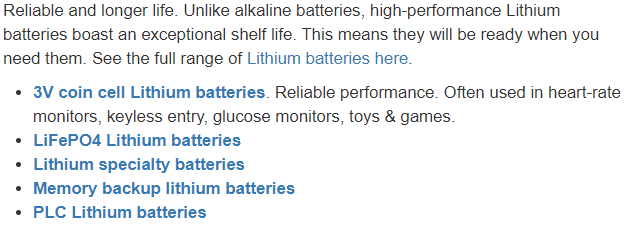 Reliable and longer life. Unlike alkaline batteries, high-performance Lithium
batteries boast an exceptional shelf life. This means they will be ready when you
need them. See the full range of Lithium batteries here.
• 3V coin cell Lithium batteries. Reliable performance. Often used in heart-rate
monitors, keyless entry, glucose monitors, toys & games.
• LiFePO4 Lithium batteries
• Lithium specialty batteries
• Memory backup lithium batteries
• PLC Lithium batteries